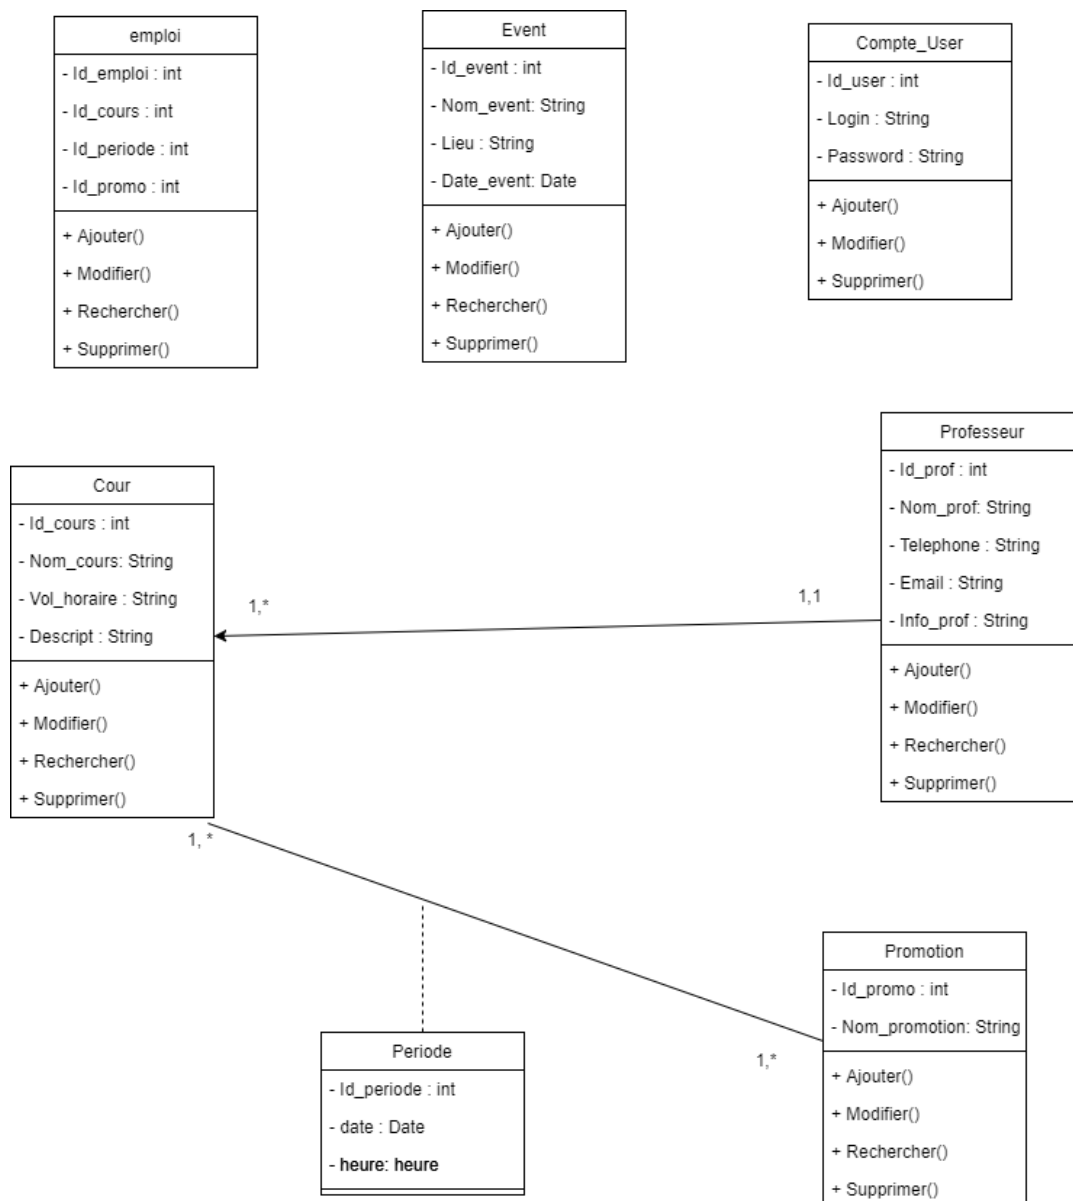 emploi
- Id_emploi : int
- Id_cours : int
- Id_periode : int
- Id_promo : int
+ Ajouter()
+ Modifier()
+ Rechercher()
+ Supprimer()
Event
- Id_event : int
- Nom_event: String
- Lieu : String
- Date_event: Date
+ Ajouter()
+ Modifier()
+ Rechercher()
+ Supprimer()
Compte_User
- Id_user : int
- Login : String
- Password : String
+ Ajouter()
+ Modifier()
+ Supprimer()
Cour
- Id_cours : int
- Nom_cours: String
- Vol_horaire : String
- Descript : String
+ Ajouter()
+ Modifier()
+ Rechercher()
+ Supprimer()
1,*
1,1
Professeur
- Id_prof : int
- Nom_prof: String
- Telephone : String
- Email : String
- Info_prof : String
+ Ajouter()
+ Modifier()
+ Rechercher()
+ Supprimer()
1, *
1,*
Periode
- Id_periode : int
- date : Date
- heure: heure
Promotion
- Id_promo : int
- Nom_promotion: String
+ Ajouter()
+ Modifier()
+ Rechercher()
+ Supprimer()